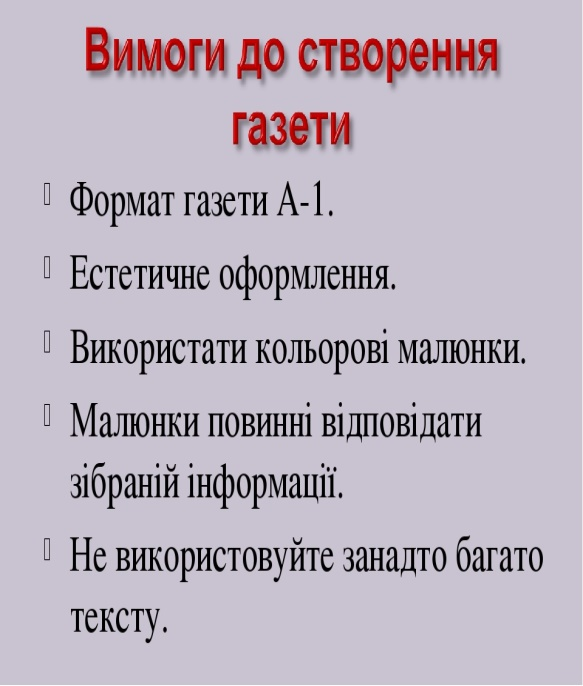 Вимоги до створення
газети
Формат газети А-1.
Естетичне оформлення.
Використати кольорові малюнки.
Малюнки повинні відповідати
зібраній інформації.
Не використовуйте занадто багато
тексту.